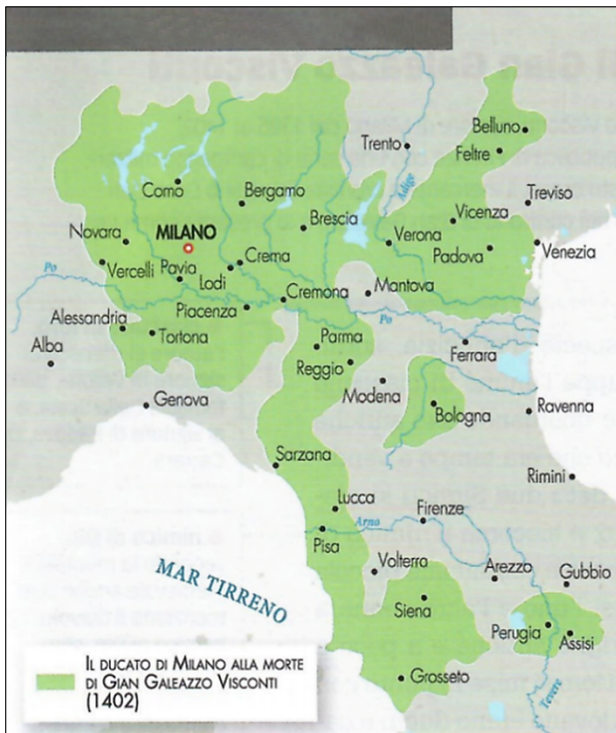 Belluno
Trento
Feltre
Adige
Como
Bergamo
Treviso
Brescia
Vicenza
Novara
MILANO
Verona
Padova
Venezia
Vercelli
Pavia
Crema
Lodi
Po
Cremona
Mantova
Piacenza
Alessandria
Po
Tortona
Parma
Ferrara
Alba
Reggio
Modena
Genova
Bologna
Ravenna
Sarzana
Rimini
Lucca
Firenze
Arno
Pisa
Volterra
Arezzo
Gubbio
MAR TIRRENO
Siena
Perugia
Assisi
Grosseto
Tevere
IL DUCATO DI MILANO ALLA MORTE
DI GIAN GALEAZZO VISCONTI
(1402)